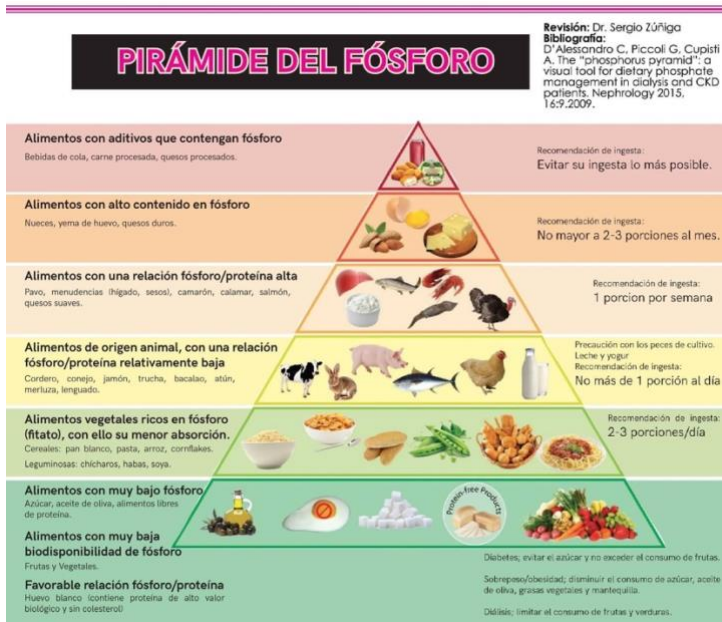 PIRÁMIDE DEL FÓSFORO
Revisión: Dr. Sergio Zúñiga
Bibliografía:
D'Alessandro C, Piccoli G, Cupisti
A. The "phosphorus pyramid": a
visual tool for dietary phosphate
management in dialysis and CKD
patients. Nephrology 2015,
16:9.2009.
Alimentos con aditivos que contengan fósforo
Bebidas de cola, carne procesada, quesos procesados.
Recomendación de ingesta:
Evitar su ingesta lo más posible.
Alimentos con alto contenido en fósforo
Nueces, yema de huevo, quesos duros.
Recomendación de ingesta:
No mayor a 2-3 porciones al mes.
Alimentos con una relación fósforo/proteína alta
Pavo, menudencias (hígado, sesos), camarón, calamar, salmón,
quesos suaves.
Recomendación de ingesta:
1 porcion por semana
Alimentos de origen animal, con una relación
fósforo/proteína relativamente baja
Cordero, conejo, jamón, trucha, bacalao, atún,
merluza, lenguado.
Precaución con los peces de cultivo.
Leche y yogur
Recomendación de ingesta:
No más de 1 porción al día
Alimentos vegetales ricos en fósforo
(fitato), con ello su menor absorción.
Cereales: pan blanco, pasta, arroz, cornflakes.
Leguminosas: chícharos, habas, soya.
Recomendación de ingesta:
2-3 porciones/día
Alimentos con muy bajo fósforo
Azúcar, aceite de oliva, alimentos libres
de proteína.
Protein-free Products
Alimentos con muy baja
biodisponibilidad de fósforo
Frutas y Vegetales.
Favorable relación fósforo/proteína
Huevo blanco (contiene proteína de alto valor
biológico y sin colesterol)
Diabetes; evitar el azúcar y no exceder el consumo de frutas.
Sobrepeso/obesidad; disminuir el consumo de azúcar, aceite
de oliva, grasas vegetales y mantequilla.
Diálisis; limitar el consumo de frutas y verduras.